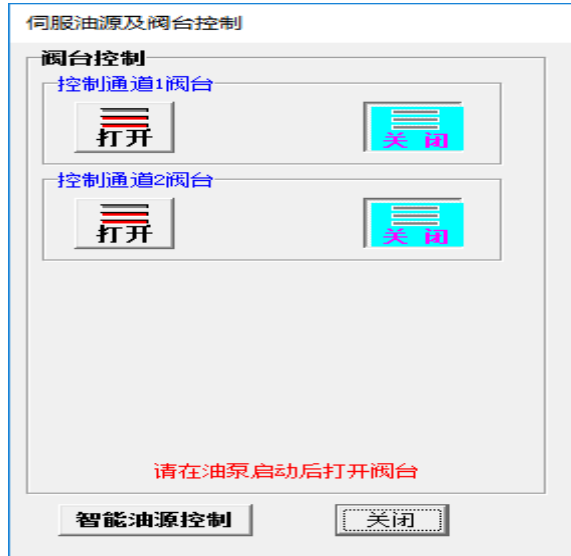 伺服油源及阀台控制
阀台控制
控制通道1阀台
打开
关 闭
控制通道2阀台
打开
关 闭
请在油泵启动后打开阀台
智能油源控制
关闭